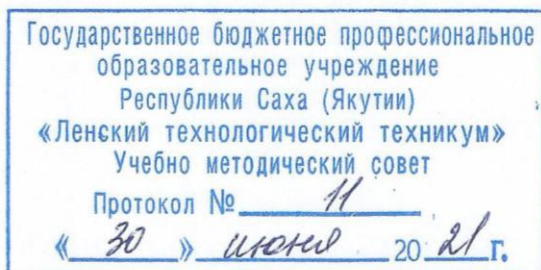 Государственное бюджетное профессиональное
образовательное учреждение
Республики Саха (Якутии)
«Ленский технологический техникум»
Учебно методический совет
Протокол № 11
« 30 » июня 20 21 г.